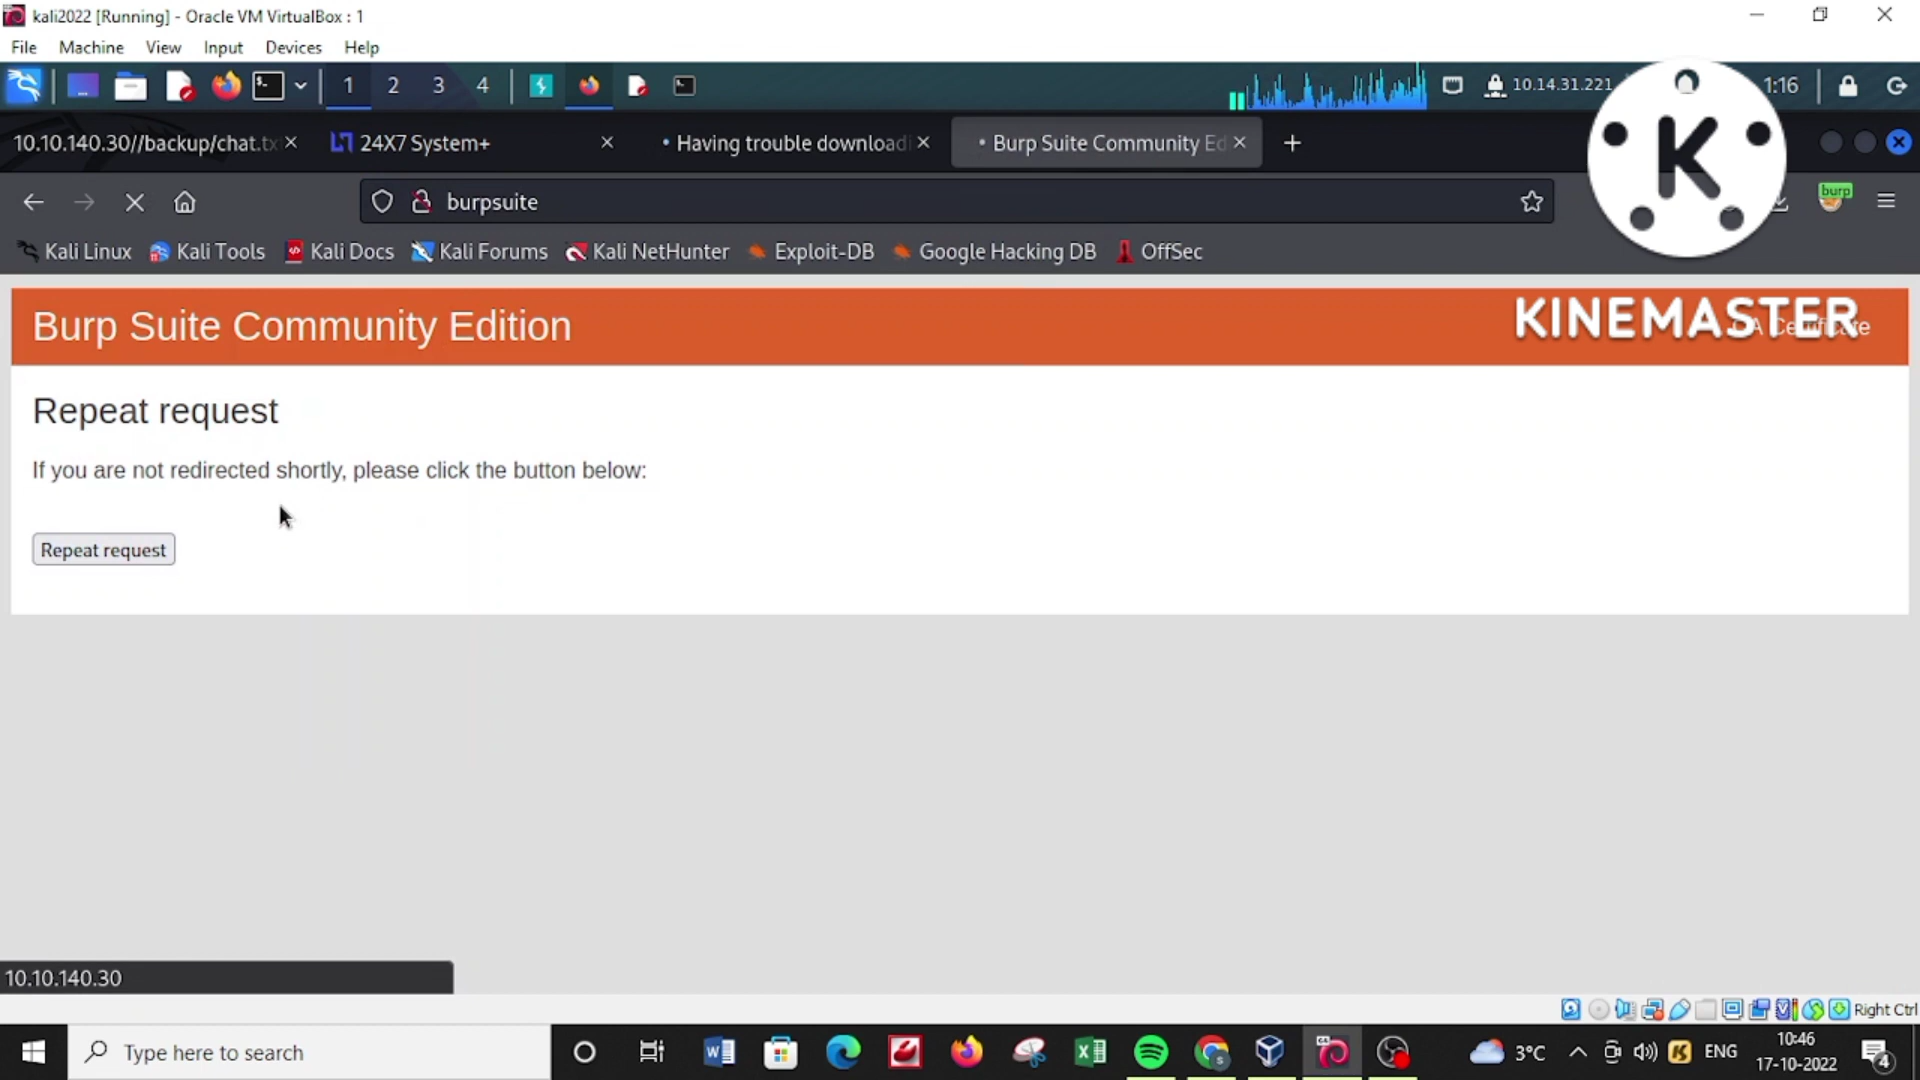 kali2022 [Running] - Oracle VM VirtualBox : 1
File Machine View Input Devices Help
1 2 3 4 10.14.31.221 1:16
10.10.140.30//backup/chat.tx 24X7 System+ Having trouble downloadi Burp Suite Community Ed
burpsuite
burp
Kali Linux Kali Tools Kali Docs Kali Forums Kali NetHunter Exploit-DB Google Hacking DB OffSec
K
Burp Suite Community Edition
KINEMASTER
Repeat request
If you are not redirected shortly, please click the button below:
Repeat request
10.10.140.30
Right Ctrl
Type here to search
3°C ENG 10:46
17-10-2022
4